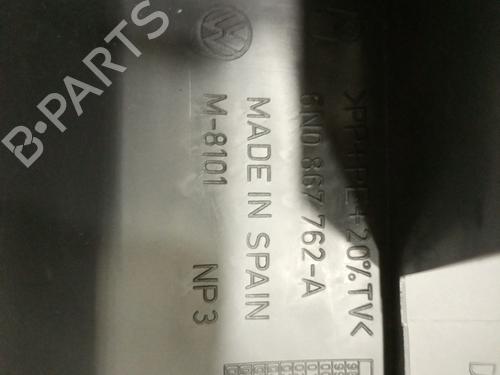 >PP+PE+20%.TV<
6N0 867 762-A
MADE IN SPAIN
M-8101 NP 3
B-PARTS